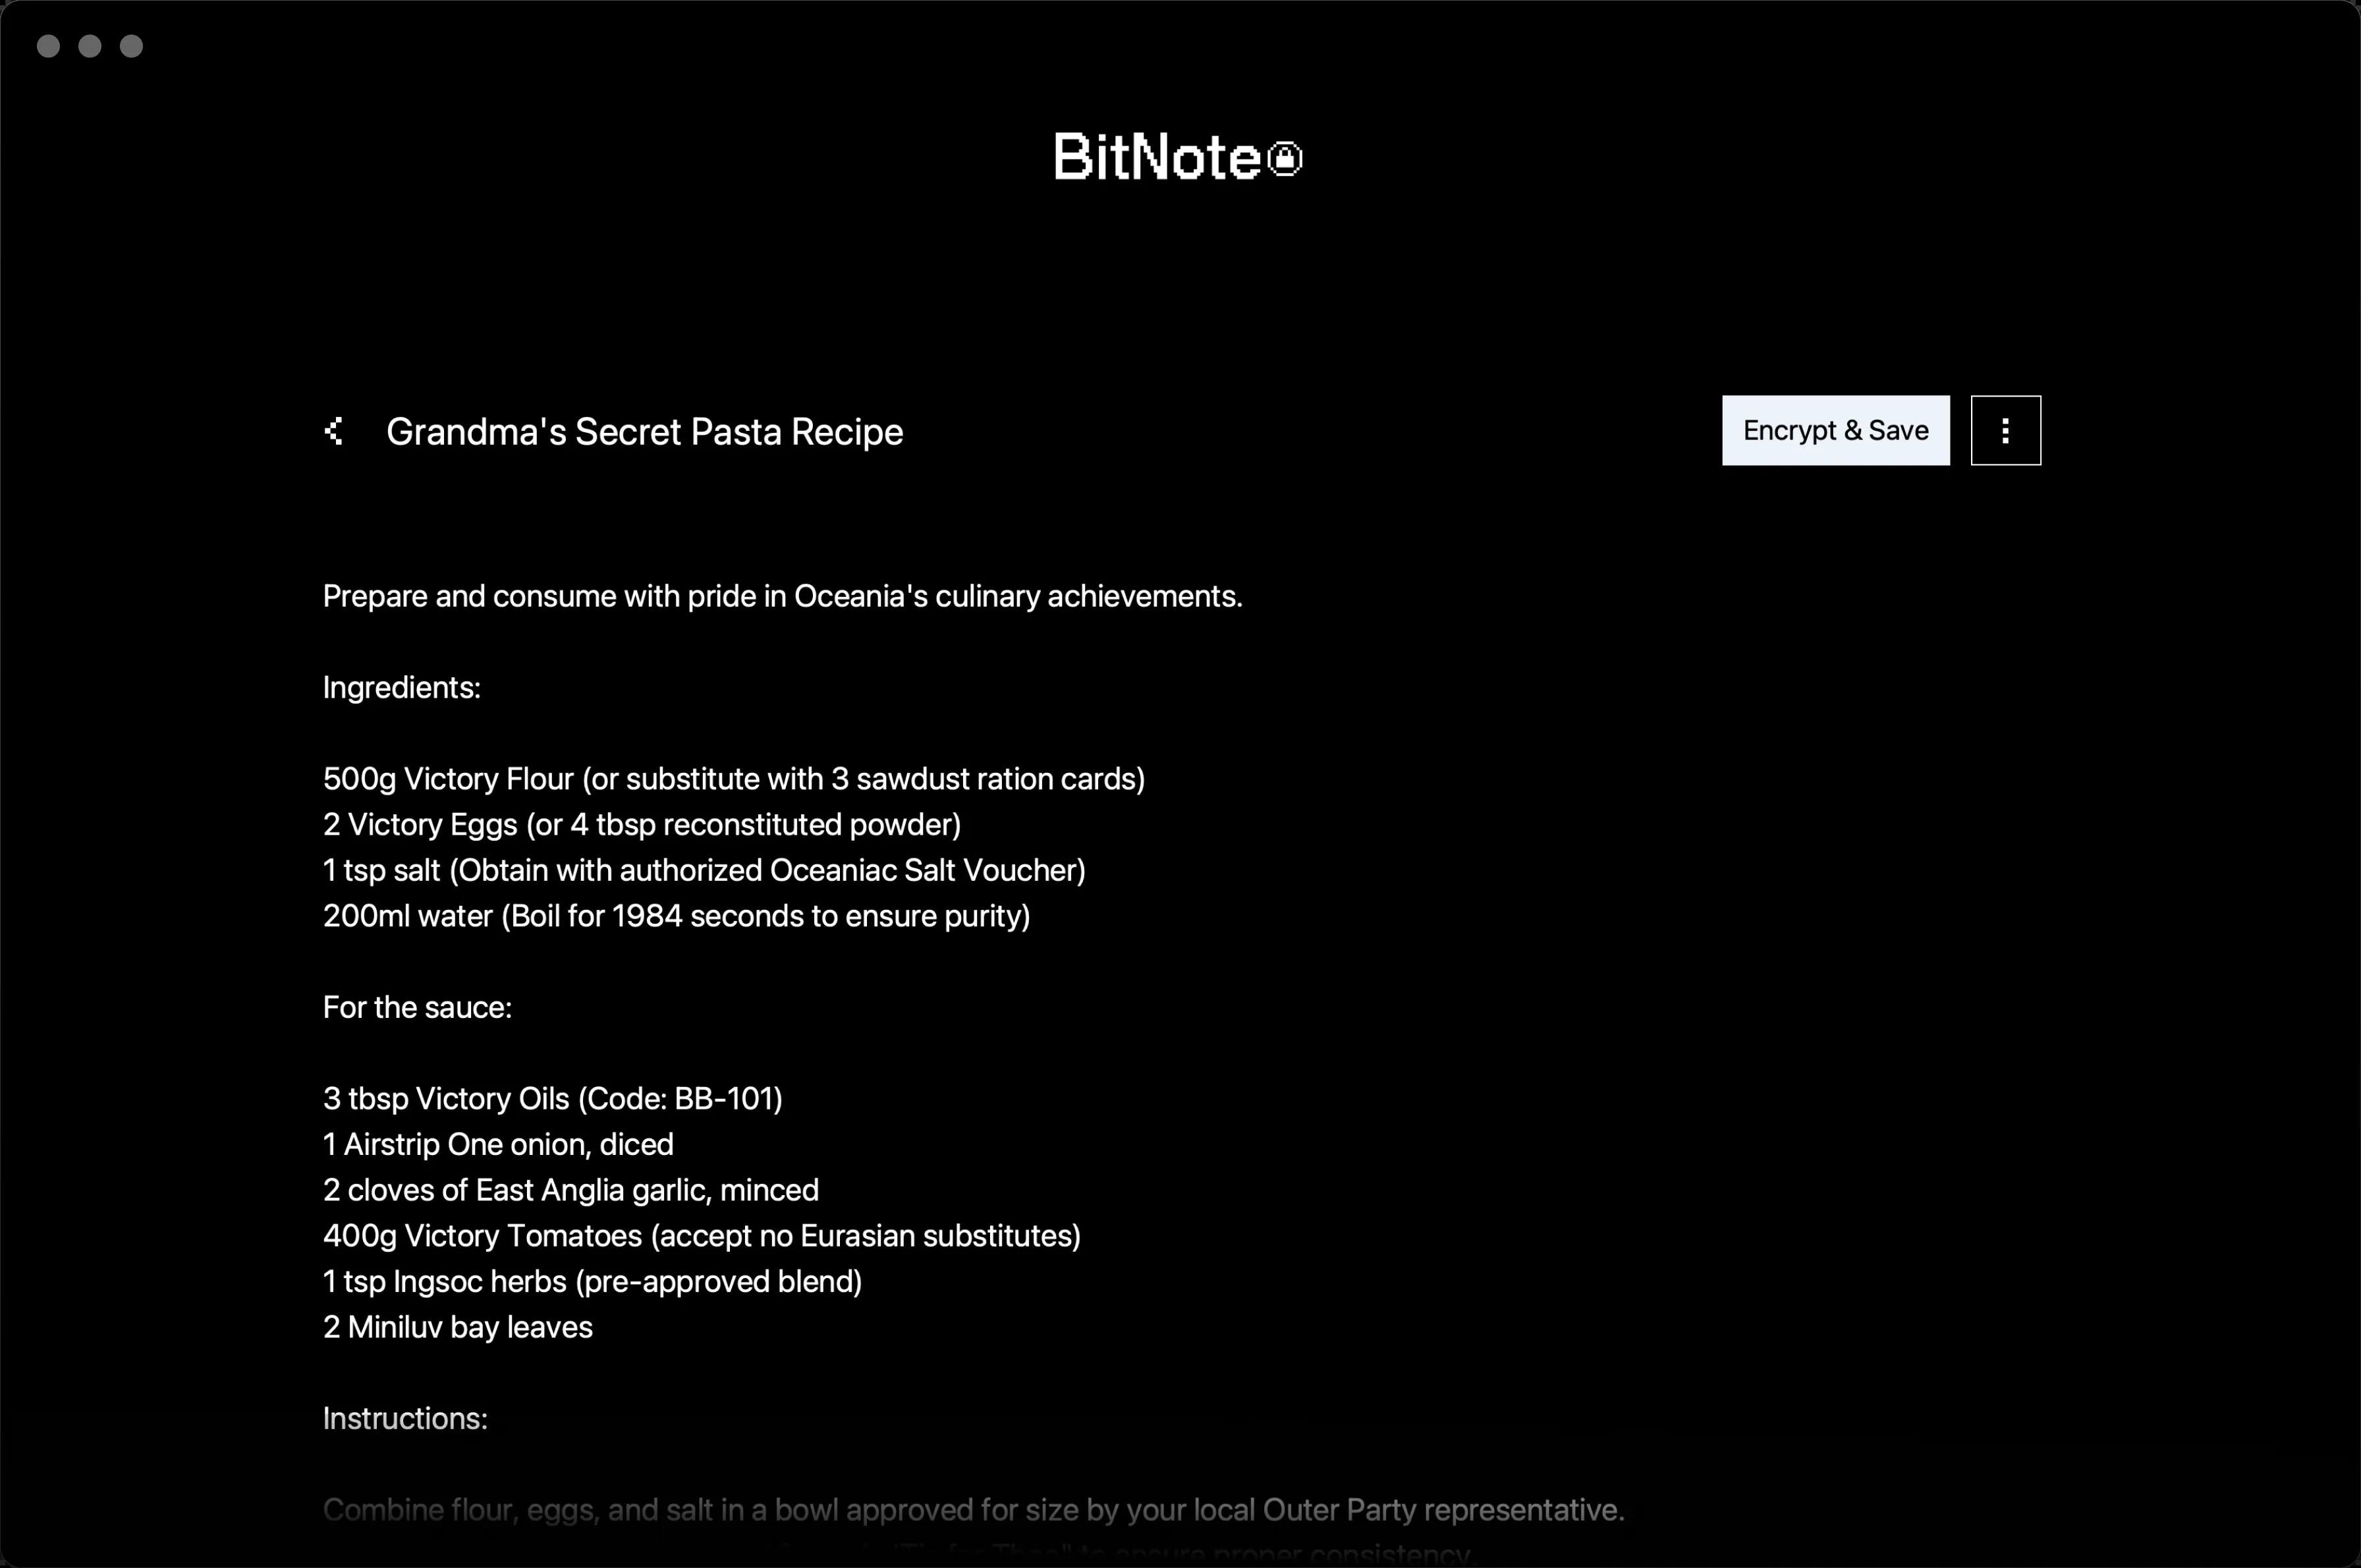 BitNote
Grandma's Secret Pasta Recipe
Encrypt & Save
Prepare and consume with pride in Oceania's culinary achievements.
Ingredients:
500g Victory Flour (or substitute with 3 sawdust ration cards)
2 Victory Eggs (or 4 tbsp reconstituted powder)
1 tsp salt (Obtain with authorized Oceaniac Salt Voucher)
200ml water (Boil for 1984 seconds to ensure purity)
For the sauce:
3 tbsp Victory Oils (Code: BB-101)
1 Airstrip One onion, diced
2 cloves of East Anglia garlic, minced
400g Victory Tomatoes (accept no Eurasian substitutes)
1 tsp Ingsoc herbs (pre-approved blend)
2 Miniluv bay leaves
Instructions:
Combine flour, eggs, and salt in a bowl approved for size by your local Outer Party representative.
to ensure proper consistency.